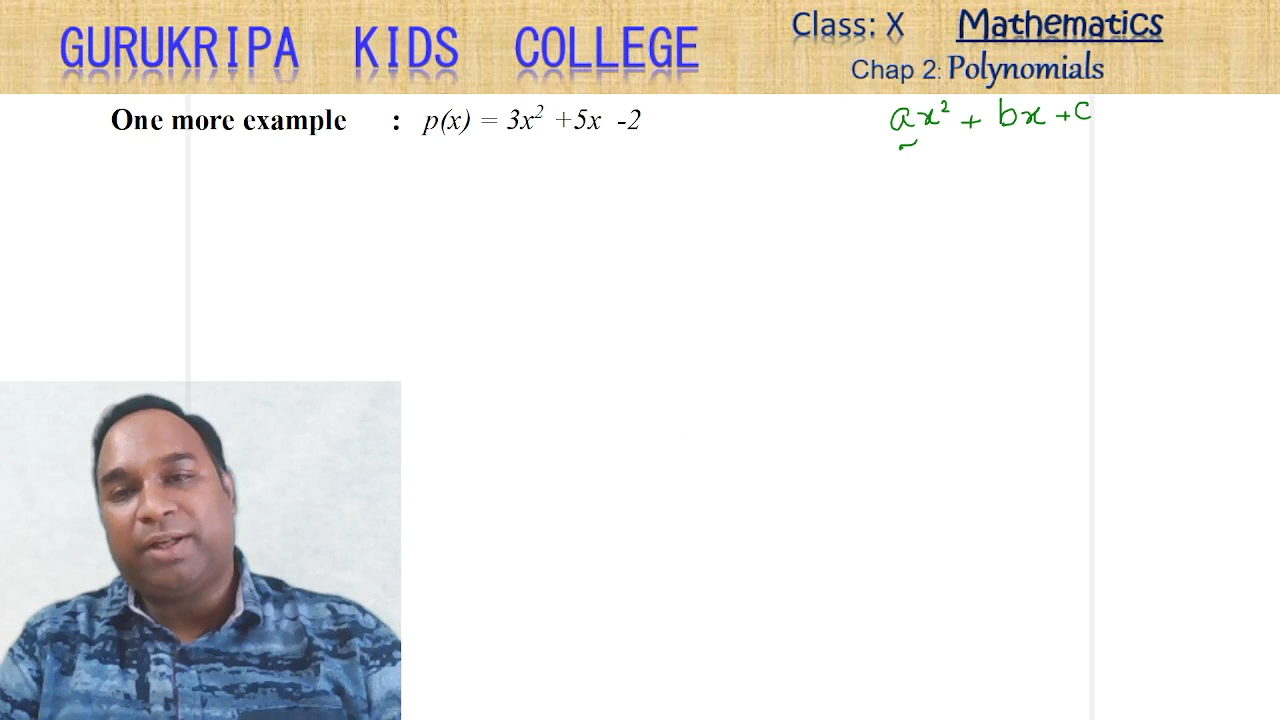 GURUKRIPA KIDS COLLEGE
Class: X Mathematics
Chap 2: Polynomials
One more example : p(x) = 3x² +5x -2
ax² + bx + c